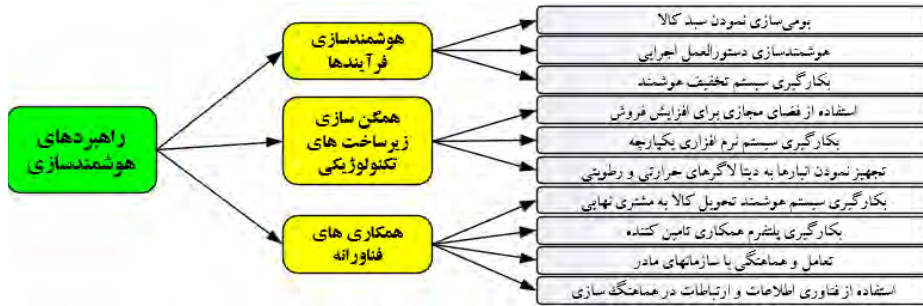 راهبردهای
هوشمندسازی
هوشمندسازی
فرآیندها
بومی‌سازی نمودن سبد کالا
هوشمندسازی دستورالعمل اجرایی
بکارگیری سیستم تخفیف هوشمند
همگن سازی
زیرساخت های
تکنولوژیکی
استفاده از فضای مجازی برای افزایش فروش
بکارگیری سیستم نرم افزاری یکپارچه
تجهیز نمودن انبارها به دیتا لاگرهای حرارتی و رطوبتی
همکاری های
فناورانه
بکارگیری سیستم هوشمند تحویل کالا به مشتری نهایی
بکارگیری پلتفرم همکاری تامین کننده
تعامل و هماهنگی با سازمانهای مادر
استفاده از فناوری اطلاعات و ارتباطات در هماهنگ سازی